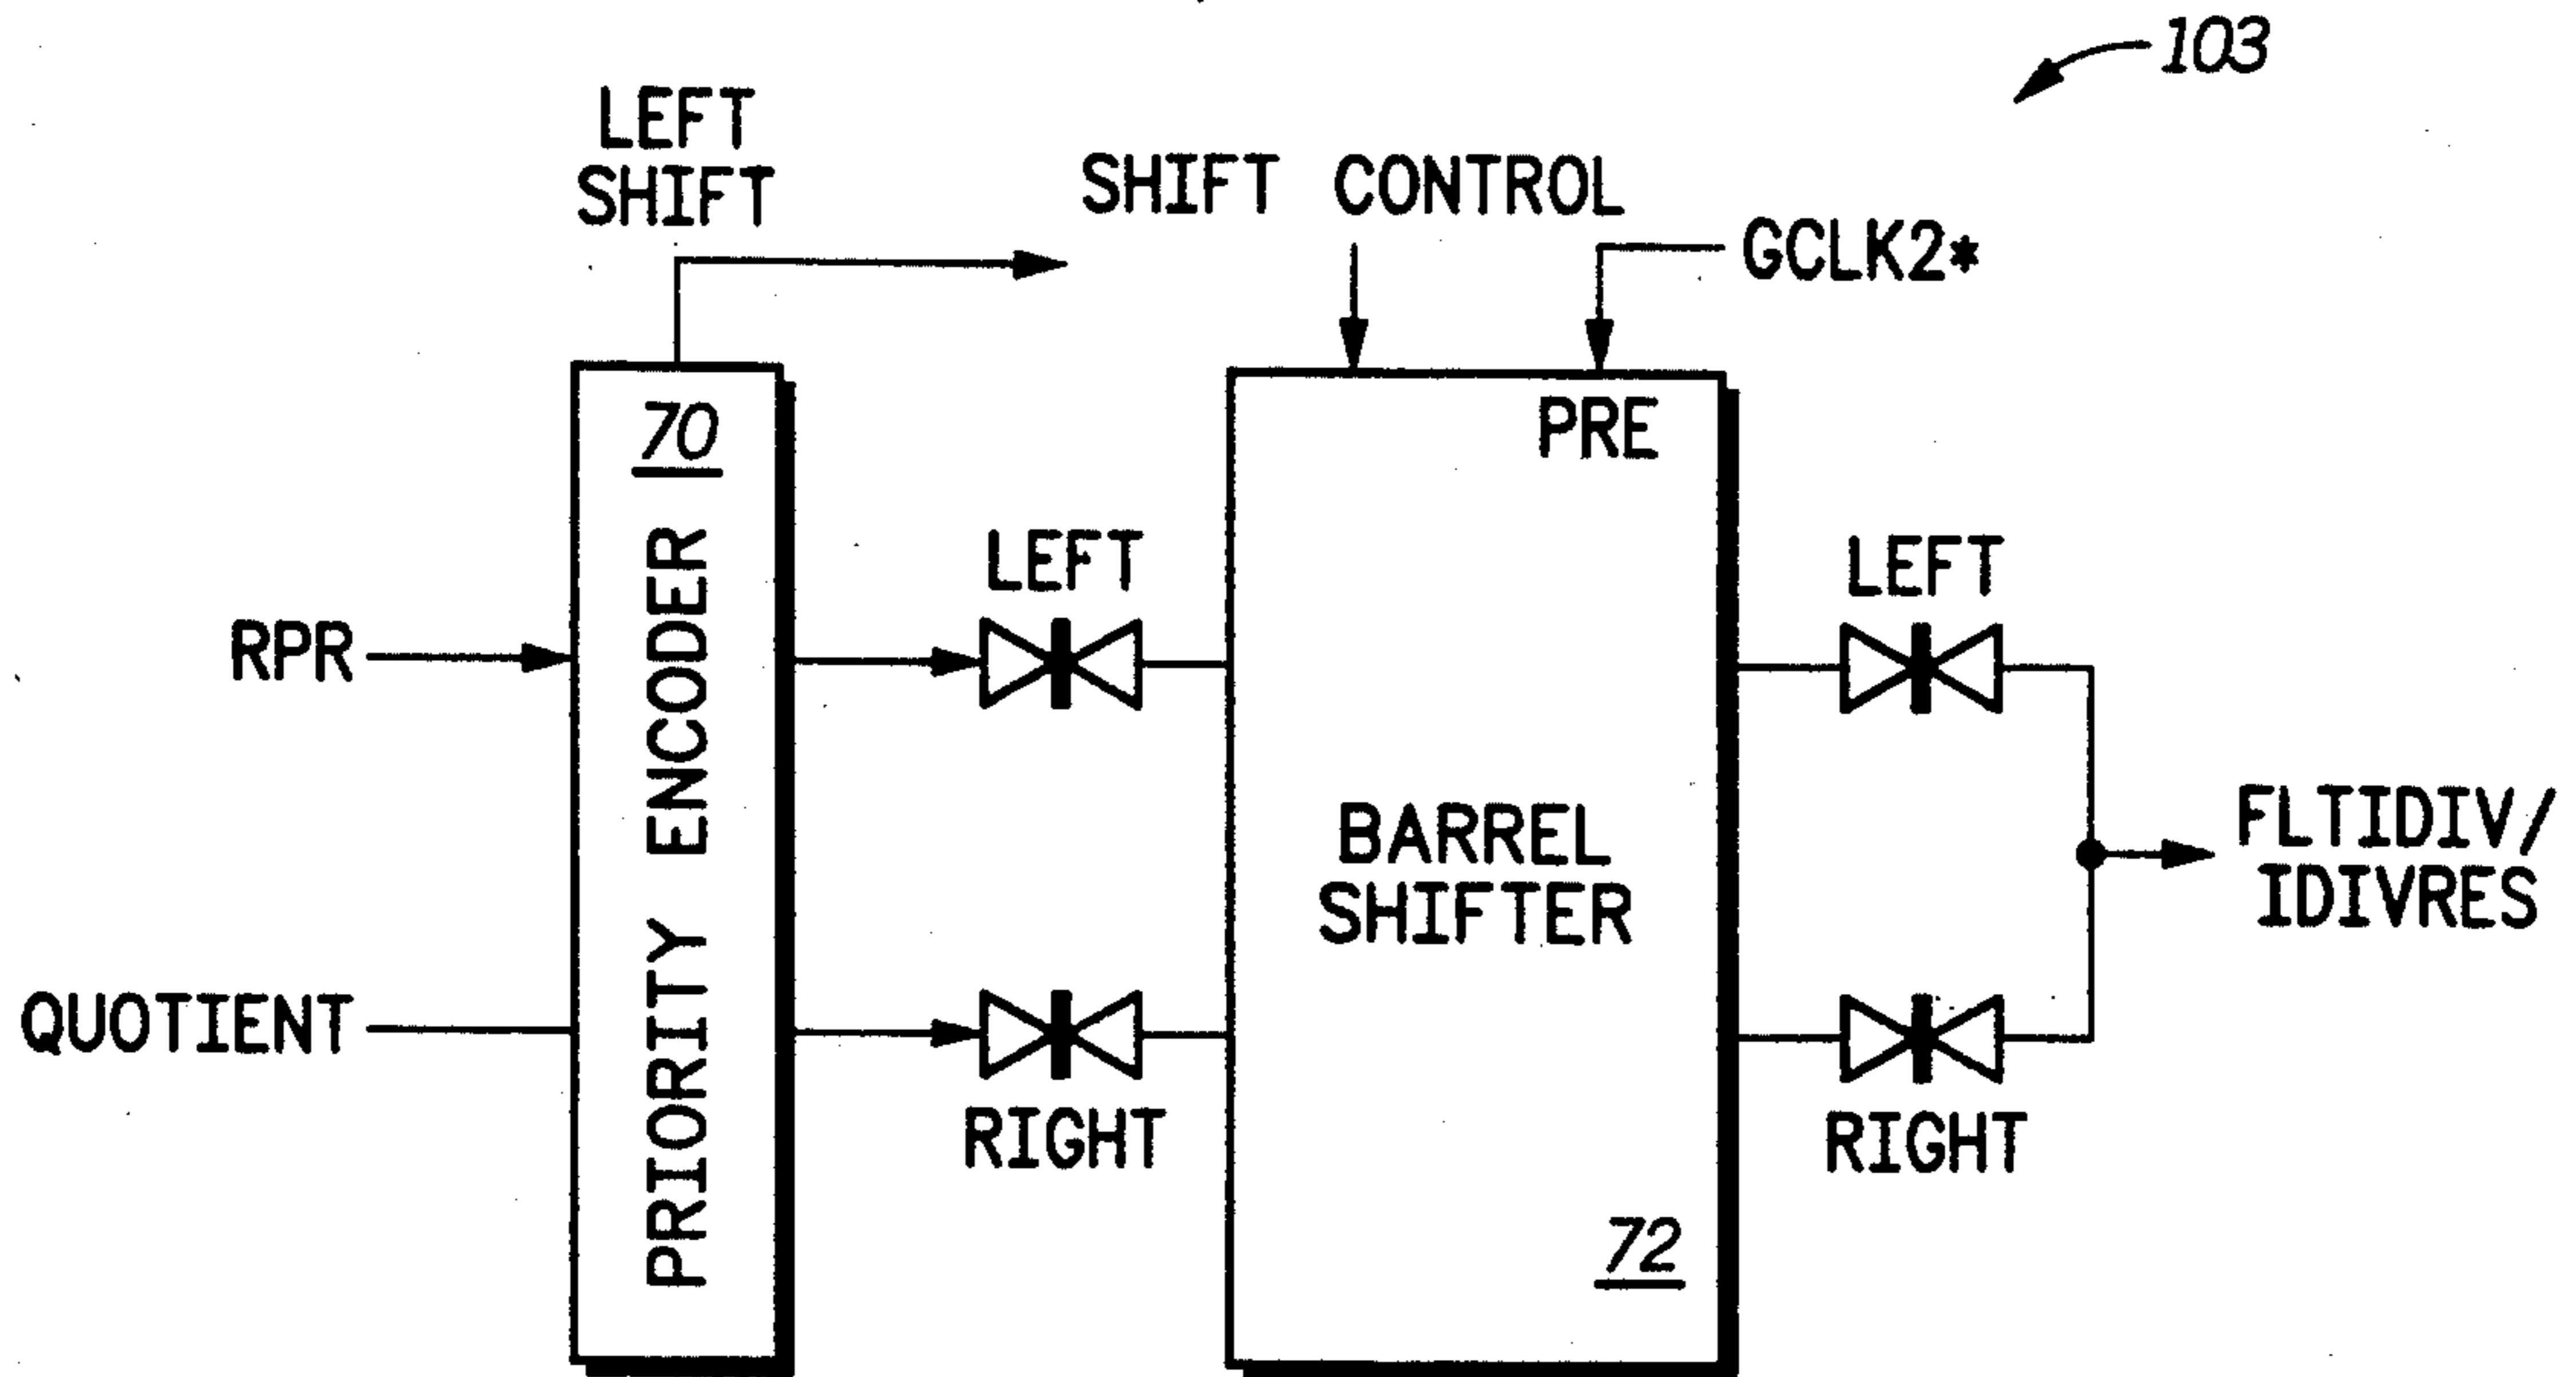 103
LEFT
SHIFT
SHIFT CONTROL
GCLK2*
70
PRE
PRIORITY ENCODER
LEFT
LEFT
RPR
BARREL
SHIFTER
FLTIDIV/
IDIVRES
QUOTIENT
RIGHT
RIGHT
72